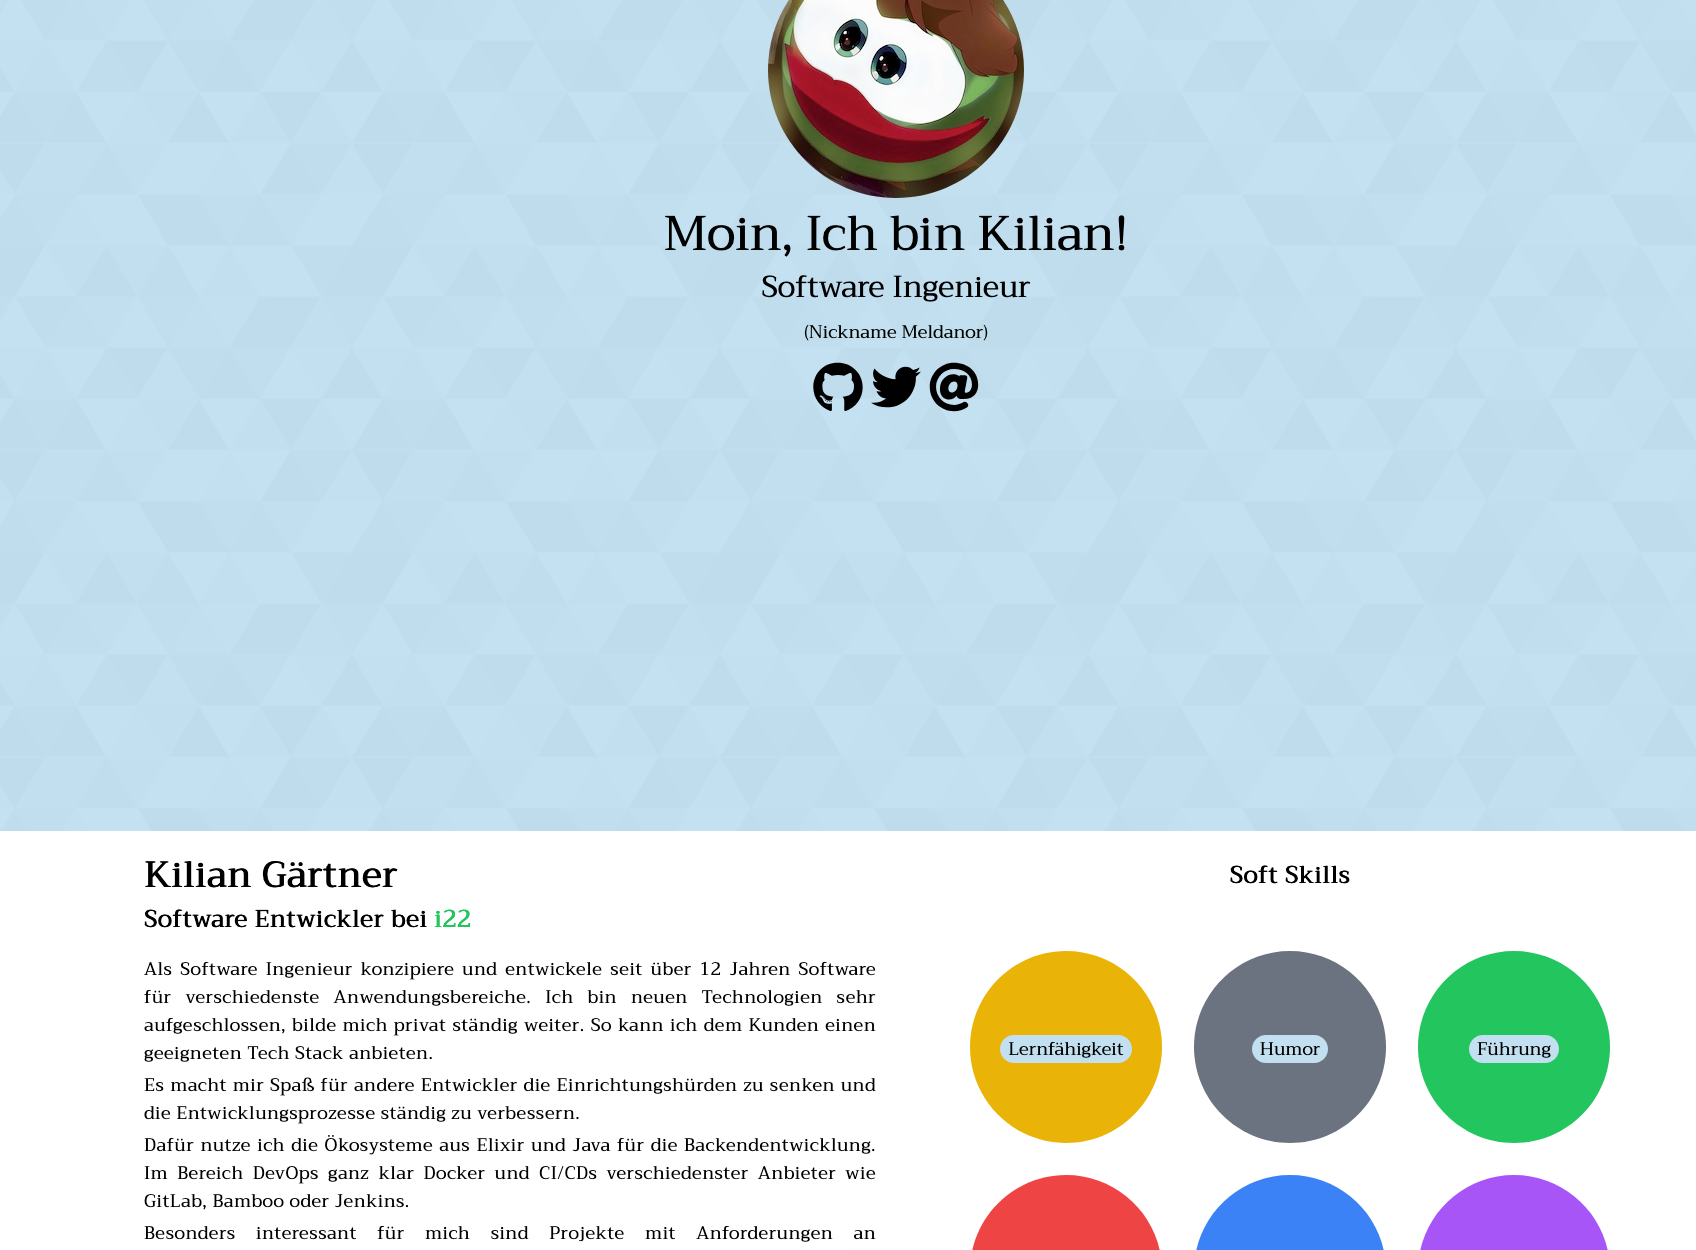 Moin, Ich bin Kilian!
Software Ingenieur
(Nickname Meldanor)
Kilian Gärtner
Software Entwickler bei i22
Als Software Ingenieur konzipiere und entwickele seit über 12 Jahren Software
für verschiedenste Anwendungsbereiche. Ich bin neuen Technologien sehr
aufgeschlossen, bilde mich privat ständig weiter. So kann ich dem Kunden einen
geeigneten Tech Stack anbieten.
Es macht mir Spaß für andere Entwickler die Einrichtungshürden zu senken und
die Entwicklungsprozesse ständig zu verbessern.
Dafür nutze ich die Ökosysteme aus Elixir und Java für die Backendentwicklung.
Im Bereich DevOps ganz klar Docker und CI/CDs verschiedenster Anbieter wie
GitLab, Bamboo oder Jenkins.
Besonders interessant für mich sind Projekte mit Anforderungen an
Soft Skills
Lernfähigkeit
Humor
Führung